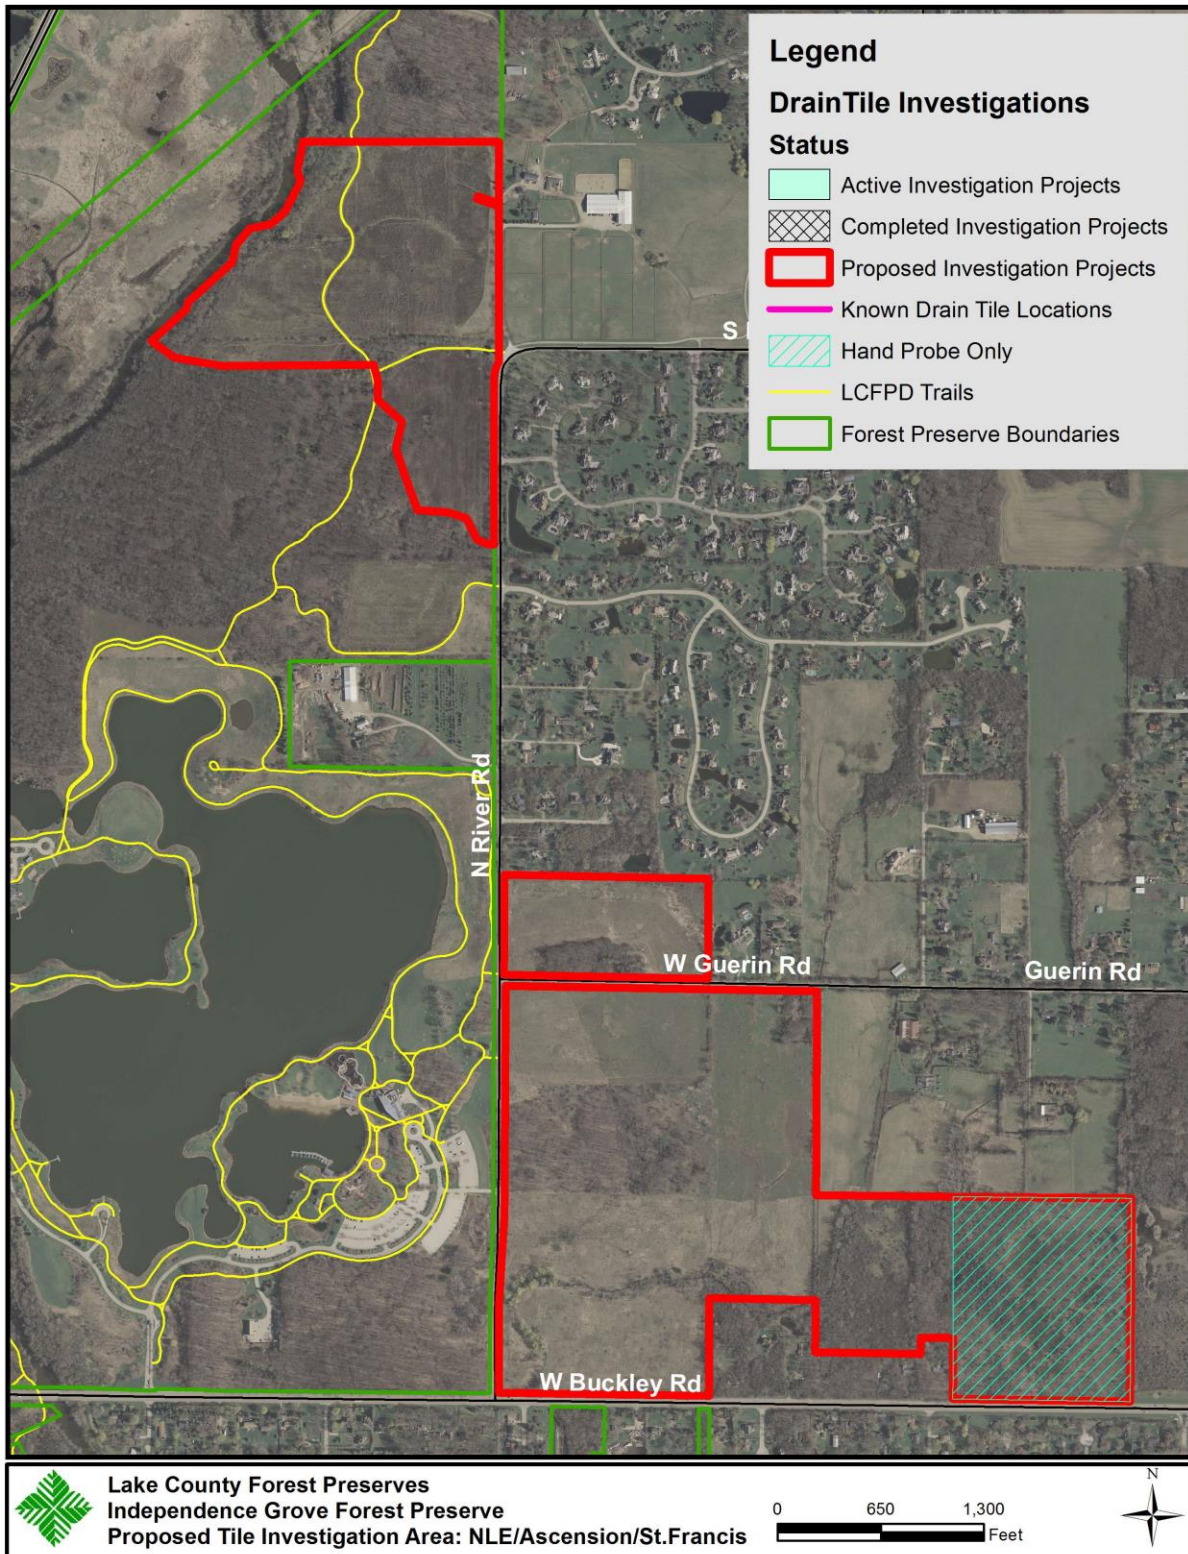 Legend
DrainTile Investigations
Status
Active Investigation Projects
Completed Investigation Projects
Proposed Investigation Projects
Known Drain Tile Locations
Hand Probe Only
LCFPD Trails
Forest Preserve Boundaries
S
N River Rd
W Guerin Rd
Guerin Rd
W Buckley Rd
Lake County Forest Preserves
Independence Grove Forest Preserve
Proposed Tile Investigation Area: NLE/Ascension/St.Francis
0 650 1,300
Feet
N